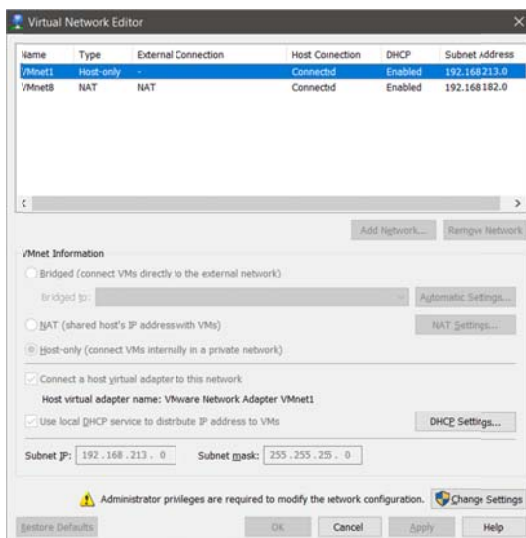 Virtual Network Editor
Name Type External Connection Host Connection DHCP Subnet Address
VMnet1 Host-only - Connected Enabled 192.168.213.0
VMnet8 NAT NAT Connected Enabled 192.168.182.0
Add Network... Remove Network
VMnet Information
Bridged (connect VMs directly to the external network)
Bridged to: Automatic Settings...
NAT (shared host's IP address with VMs) NAT Settings...
Host-only (connect VMs internally in a private network)
Connect a host virtual adapter to this network
Host virtual adapter name: VMware Network Adapter VMnet1
Use local DHCP service to distribute IP address to VMs DHCP Settings...
Subnet IP: 192 . 168 . 213 . 0 Subnet mask: 255 . 255 . 255 . 0
Administrator privileges are required to modify the network configuration. Change Settings
Restore Defaults OK Cancel Apply Help